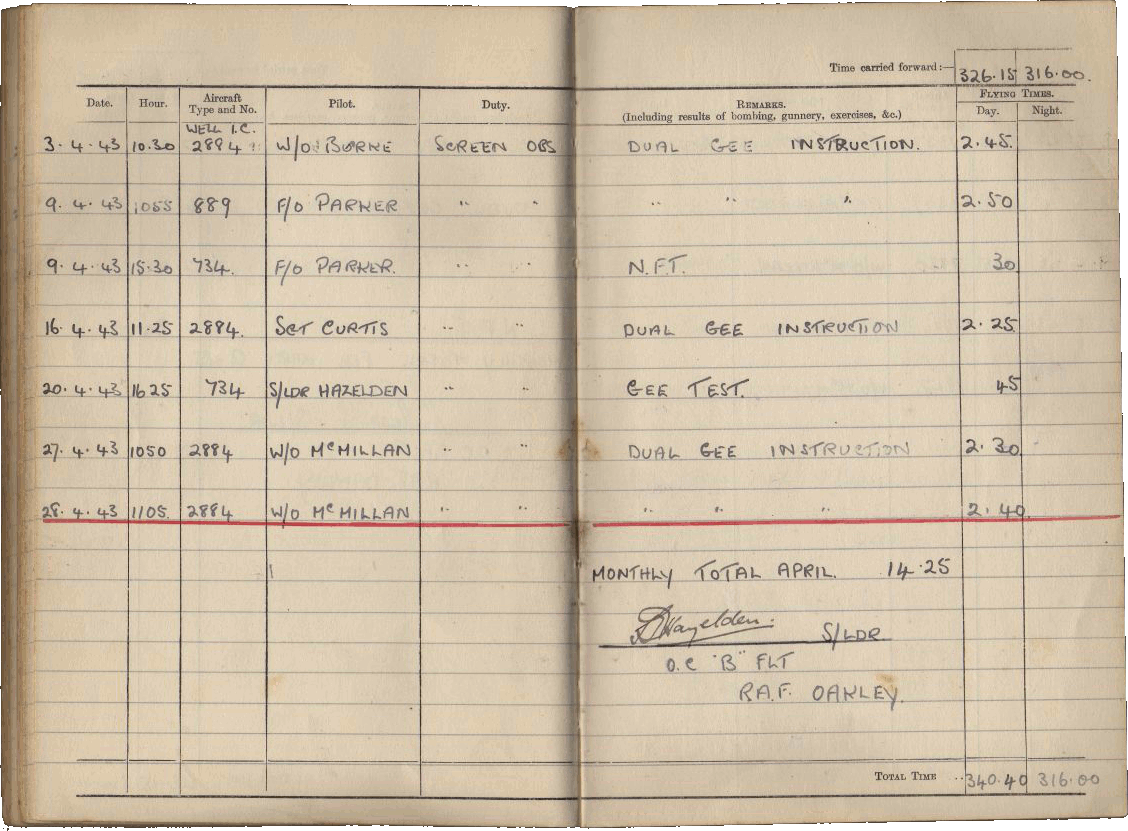 Time carried forward:— 326.15 316.00.
Date. Hour. Aircraft Type and No. Pilot. Duty. REMARKS. (Including results of bombing, gunnery, exercises, &c.) FLYING TIMES. Day. Night.
WELL I.C.
3.4.43 10.30 2884 W/O BOURNE SCREEN OBS DUAL GEE INSTRUCTION. 2.45.
9.4.43 1055 889 F/O PARKER " " " " " 2.50
9.4.43 15.30 734. F/O PARKER. " " N.F.T. 30
16.4.43 11.25 2884. SGT CURTIS " " DUAL GEE INSTRUCTION 2.25
20.4.43 1625 734 S/LDR HAZELDEN " " GEE TEST. 45
27.4.43 1050 2884 W/O McMILLAN " " DUAL GEE INSTRUCTION 2.30
28.4.43 1105. 2884 W/O McMILLAN " " " " " 2.40.
MONTHLY TOTAL APRIL. 14.25
Hazelden. S/LDR
O.C "B" FLT
R.A.F. OAKLEY.
TOTAL TIME .. 340.40 316.00